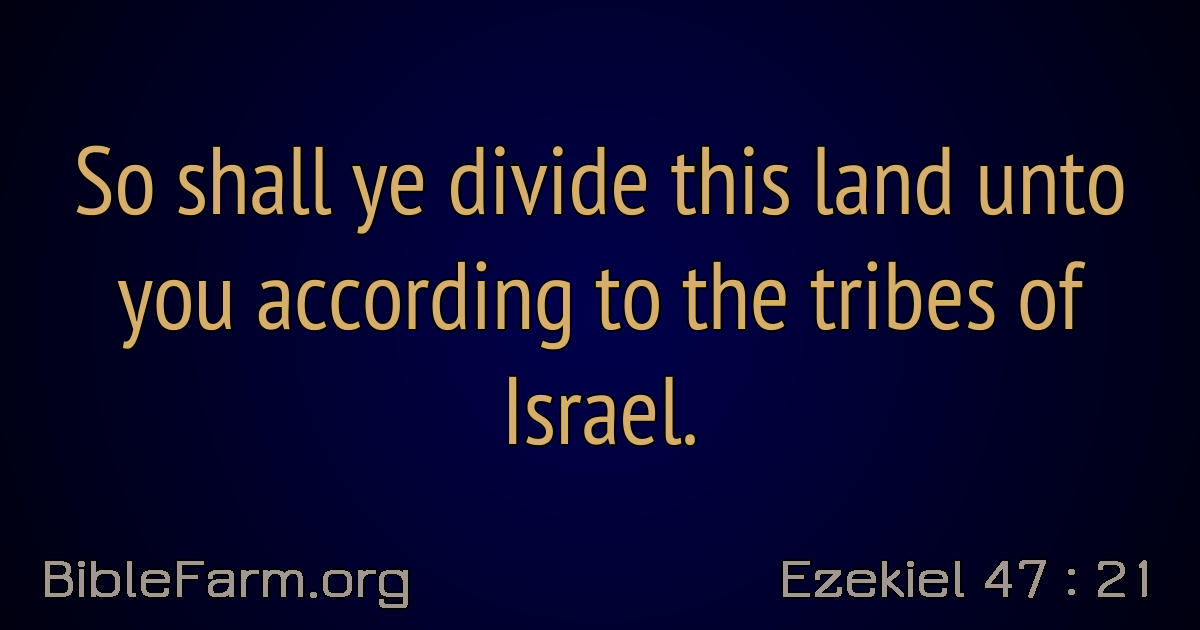 So shall ye divide this land unto
you according to the tribes of
Israel.
BibleFarm.org
Ezekiel 47 : 21